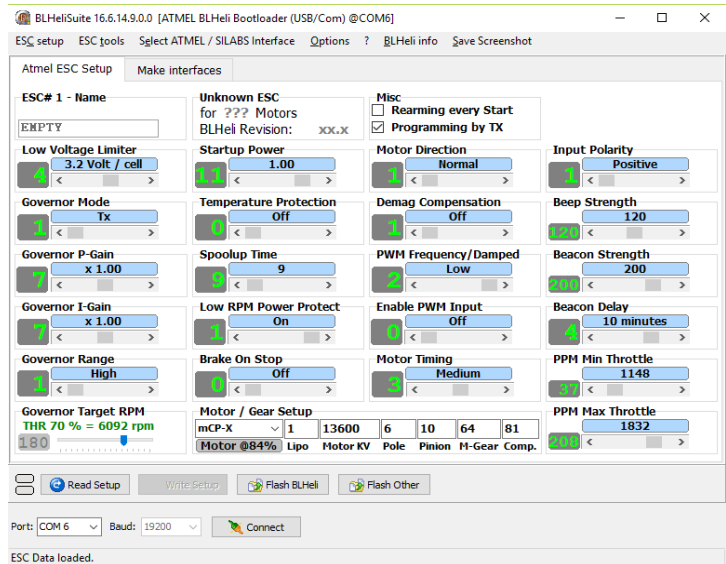 BLHeliSuite 16.6.14.9.0.0 [ATMEL BLHeli Bootloader (USB/Com) @COM6]
ESC setup ESC tools Select ATMEL / SILABS Interface Options ? BLHeli info Save Screenshot
Atmel ESC Setup Make interfaces
ESC# 1 - Name Unknown ESC Misc
for ??? Motors Rearming every Start
EMPTY BLHeli Revision: xx.x Programming by TX
Low Voltage Limiter Startup Power Motor Direction Input Polarity
4 3.2 Volt / cell 11 1.00 1 Normal 1 Positive
Governor Mode Temperature Protection Demag Compensation Beep Strength
1 Tx 0 Off 1 Off 120 120
Governor P-Gain Spoolup Time PWM Frequency/Damped Beacon Strength
7 x 1.00 9 9 2 Low 200 200
Governor I-Gain Low RPM Power Protect Enable PWM Input Beacon Delay
7 x 1.00 1 On 0 Off 4 10 minutes
Governor Range Brake On Stop Motor Timing PPM Min Throttle
1 High 0 Off 3 Medium 37 1148
Governor Target RPM Motor / Gear Setup PPM Max Throttle
THR 70 % = 6092 rpm mCP-X 1 13600 6 10 64 81 208 1832
180 Motor @84% Lipo Motor KV Pole Pinion M-Gear Comp.
Read Setup Write Setup Flash BLHeli Flash Other
Port: COM 6 Baud: 19200 Connect
ESC Data loaded.